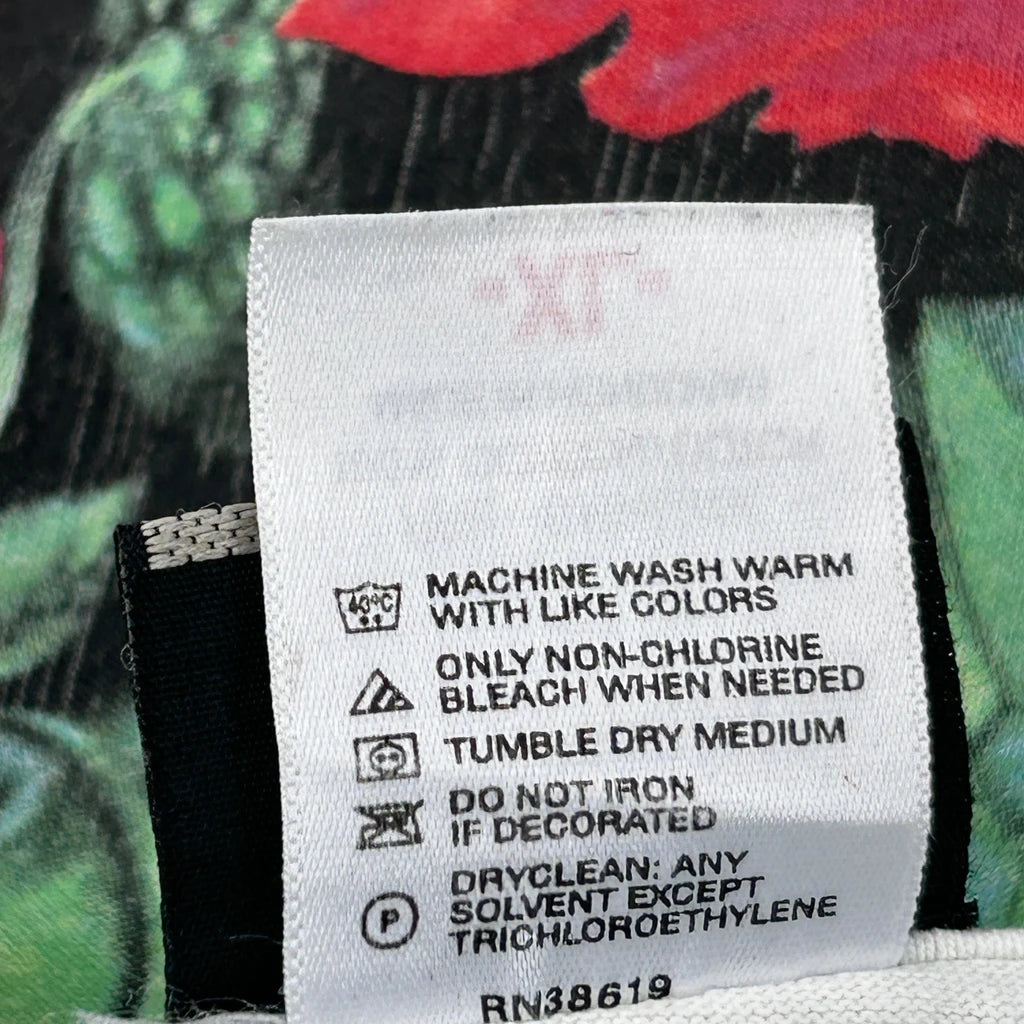 40°C
MACHINE WASH WARM
WITH LIKE COLORS
ONLY NON-CHLORINE
BLEACH WHEN NEEDED
TUMBLE DRY MEDIUM
DO NOT IRON
IF DECORATED
P
DRYCLEAN: ANY
SOLVENT EXCEPT
TRICHLOROETHYLENE
RN38619